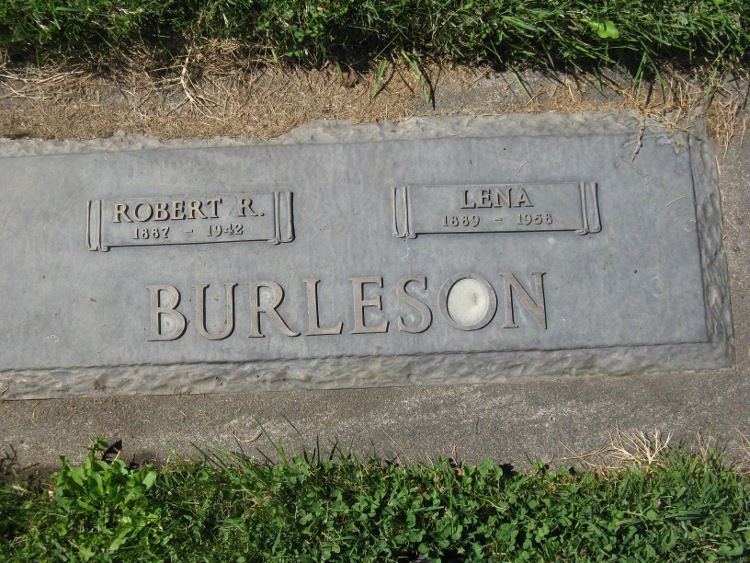 ROBERT R.
1887 - 1942
LENA
1889 - 1958
BURLESON